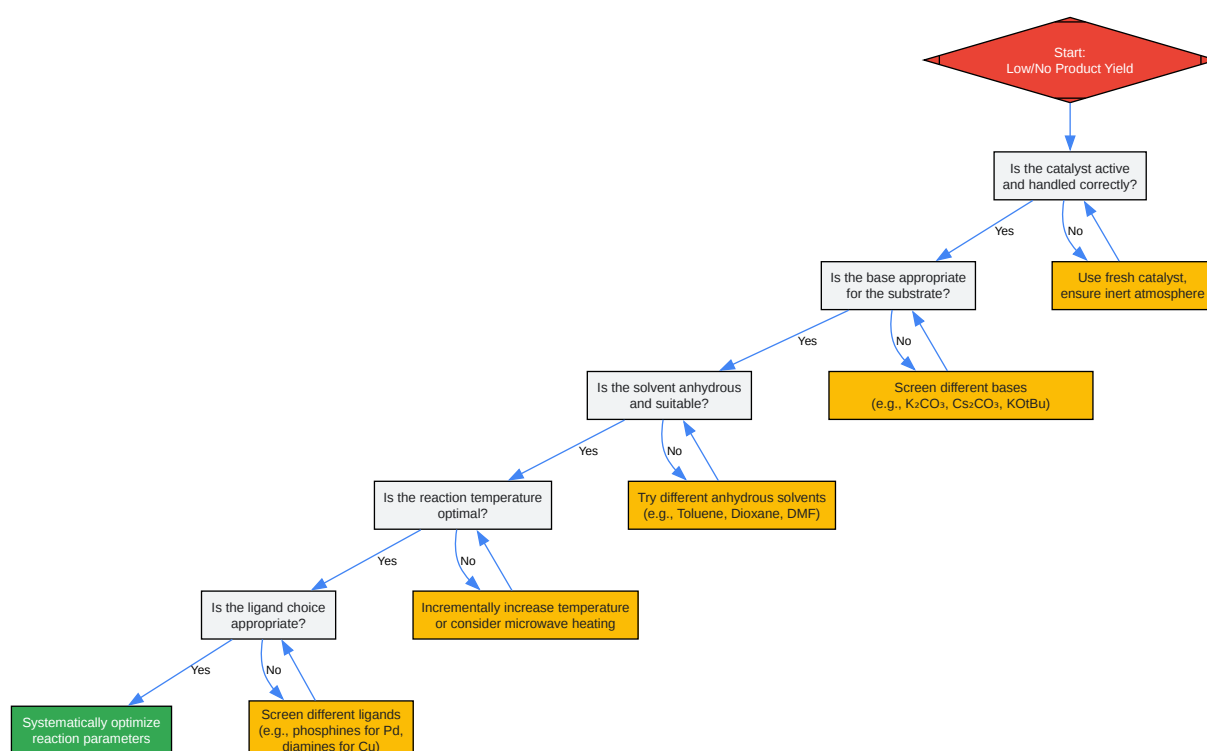 Start:
Low/No Product Yield
Is the catalyst active
and handled correctly?
Yes
No
Is the base appropriate
for the substrate?
Use fresh catalyst,
ensure inert atmosphere
Yes
No
Is the solvent anhydrous
and suitable?
Screen different bases
(e.g., K₂CO₃, Cs₂CO₃, KOtBu)
Yes
No
Is the reaction temperature
optimal?
Try different anhydrous solvents
(e.g., Toluene, Dioxane, DMF)
Yes
No
Is the ligand choice
appropriate?
Incrementally increase temperature
or consider microwave heating
Yes
No
Systematically optimize
reaction parameters
Screen different ligands
(e.g., phosphines for Pd,
diamines for Cu)